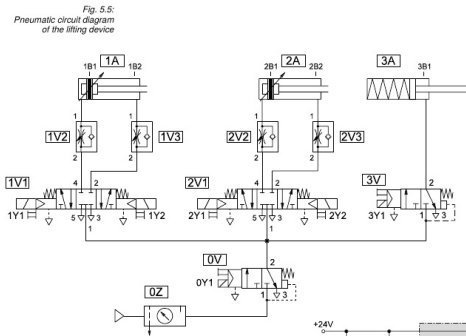 Fig. 5.5:
Pneumatic circuit diagram
of the lifting device
1B1 1A 1B2
2B1 2A 2B2
3A
3B1
1 1 1 1
1V2 1V3 2V2 2V3
2 2 2 2
1V1 4 2
2V1 4 2
3V 2
1Y1 5 3 1Y2
1
2Y1 5 3 2Y2
1
3Y1 1 3
0V 2
0Y1
1 3
0Z
+24V